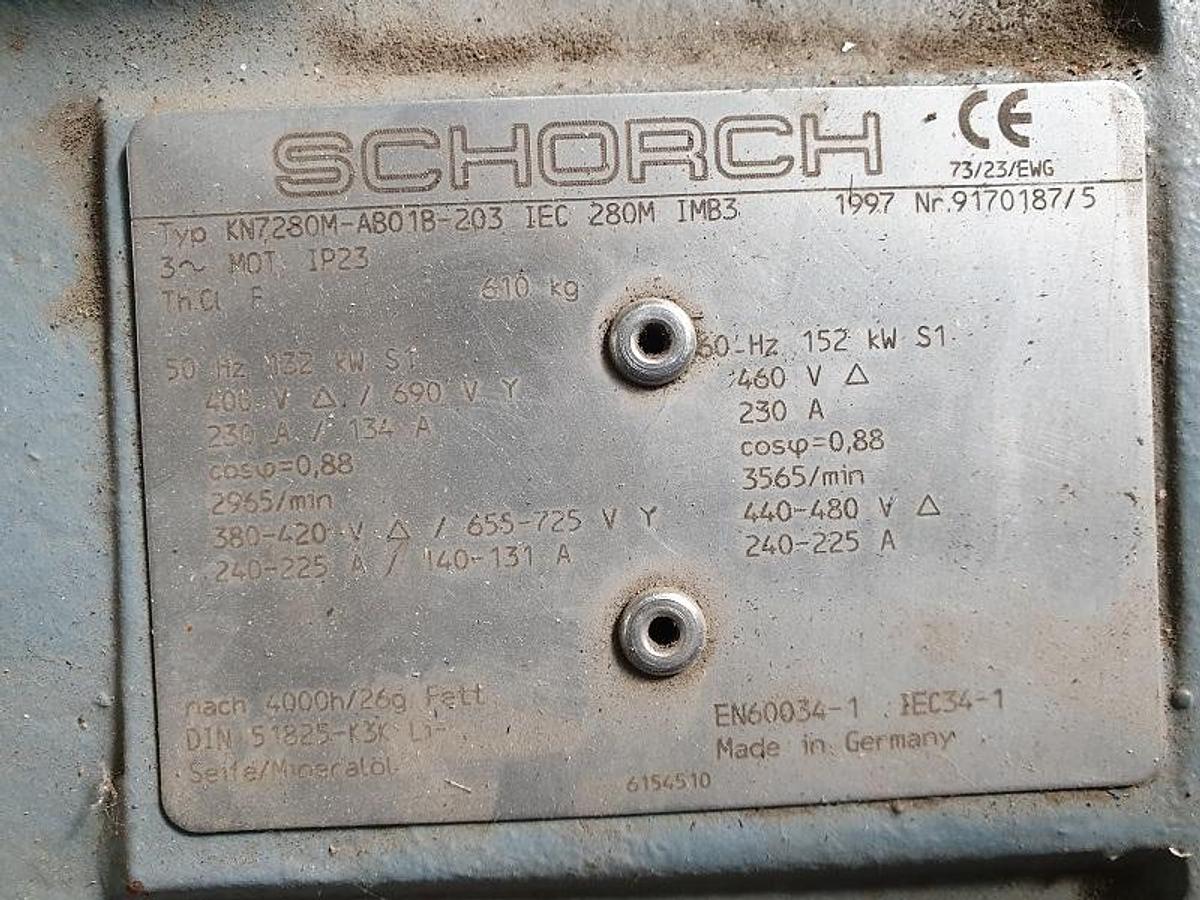 SCHORCH CE
73/23/EWG
Typ KN7280M-AB01B-203 IEC 280M IMB3 1997 Nr.9170187/5
3~ MOT. IP23
Th.Cl F 610 kg
50 Hz 132 kW S1
400 V △ / 690 V Y
230 A / 134 A
cosφ=0,88
2965/min
380-420 V △ / 655-725 V Y
240-225 A / 140-131 A
60 Hz 152 kW S1
460 V △
230 A
cosφ=0,88
3565/min
440-480 V △
240-225 A
nach 4000h/26g Fett
DIN 51825-K3K Li-
Seife/Mineralöl
EN60034-1 IEC34-1
Made in Germany
6154510